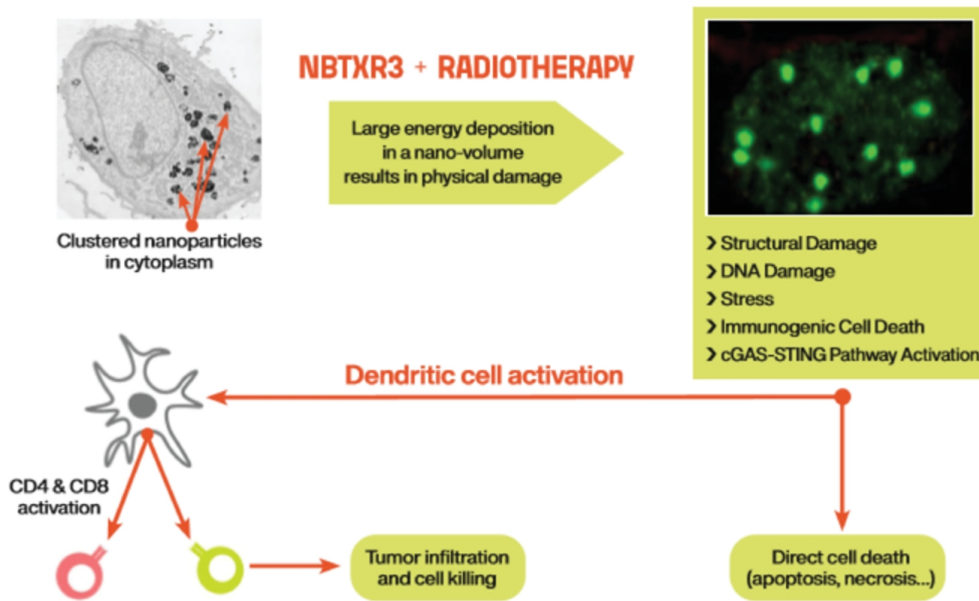 NBTXR3 + RADIOTHERAPY
Large energy deposition
in a nano-volume
results in physical damage
Clustered nanoparticles
in cytoplasm
❯ Structural Damage
❯ DNA Damage
❯ Stress
❯ Immunogenic Cell Death
❯ cGAS-STING Pathway Activation
Dendritic cell activation
CD4 & CD8
activation
Tumor infiltration
and cell killing
Direct cell death
(apoptosis, necrosis...)